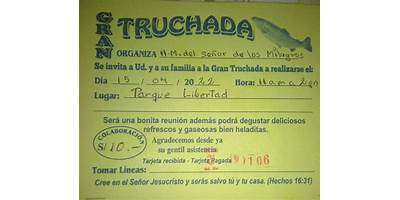 GRAN TRUCHADA
ORGANIZA H.M. del Señor de los Milagros
Se invita a Ud. y a su familia a la Gran Truchada a realizarse el:
Día 15 / 04 / 2022 Hora:
Lugar: Parque Libertad
Será una bonita reunión además podrá degustar deliciosos
refrescos y gaseosas bien heladitas.
COLABORACIÓN
S/ 10.-
Agradecemos desde ya
su gentil asistencia
Tarjeta recibida - Tarjeta Pagada
Tomar Lineas:
Cree en el Señor Jesucristo y serás salvo tú y tu casa. (Hechos 16:31)